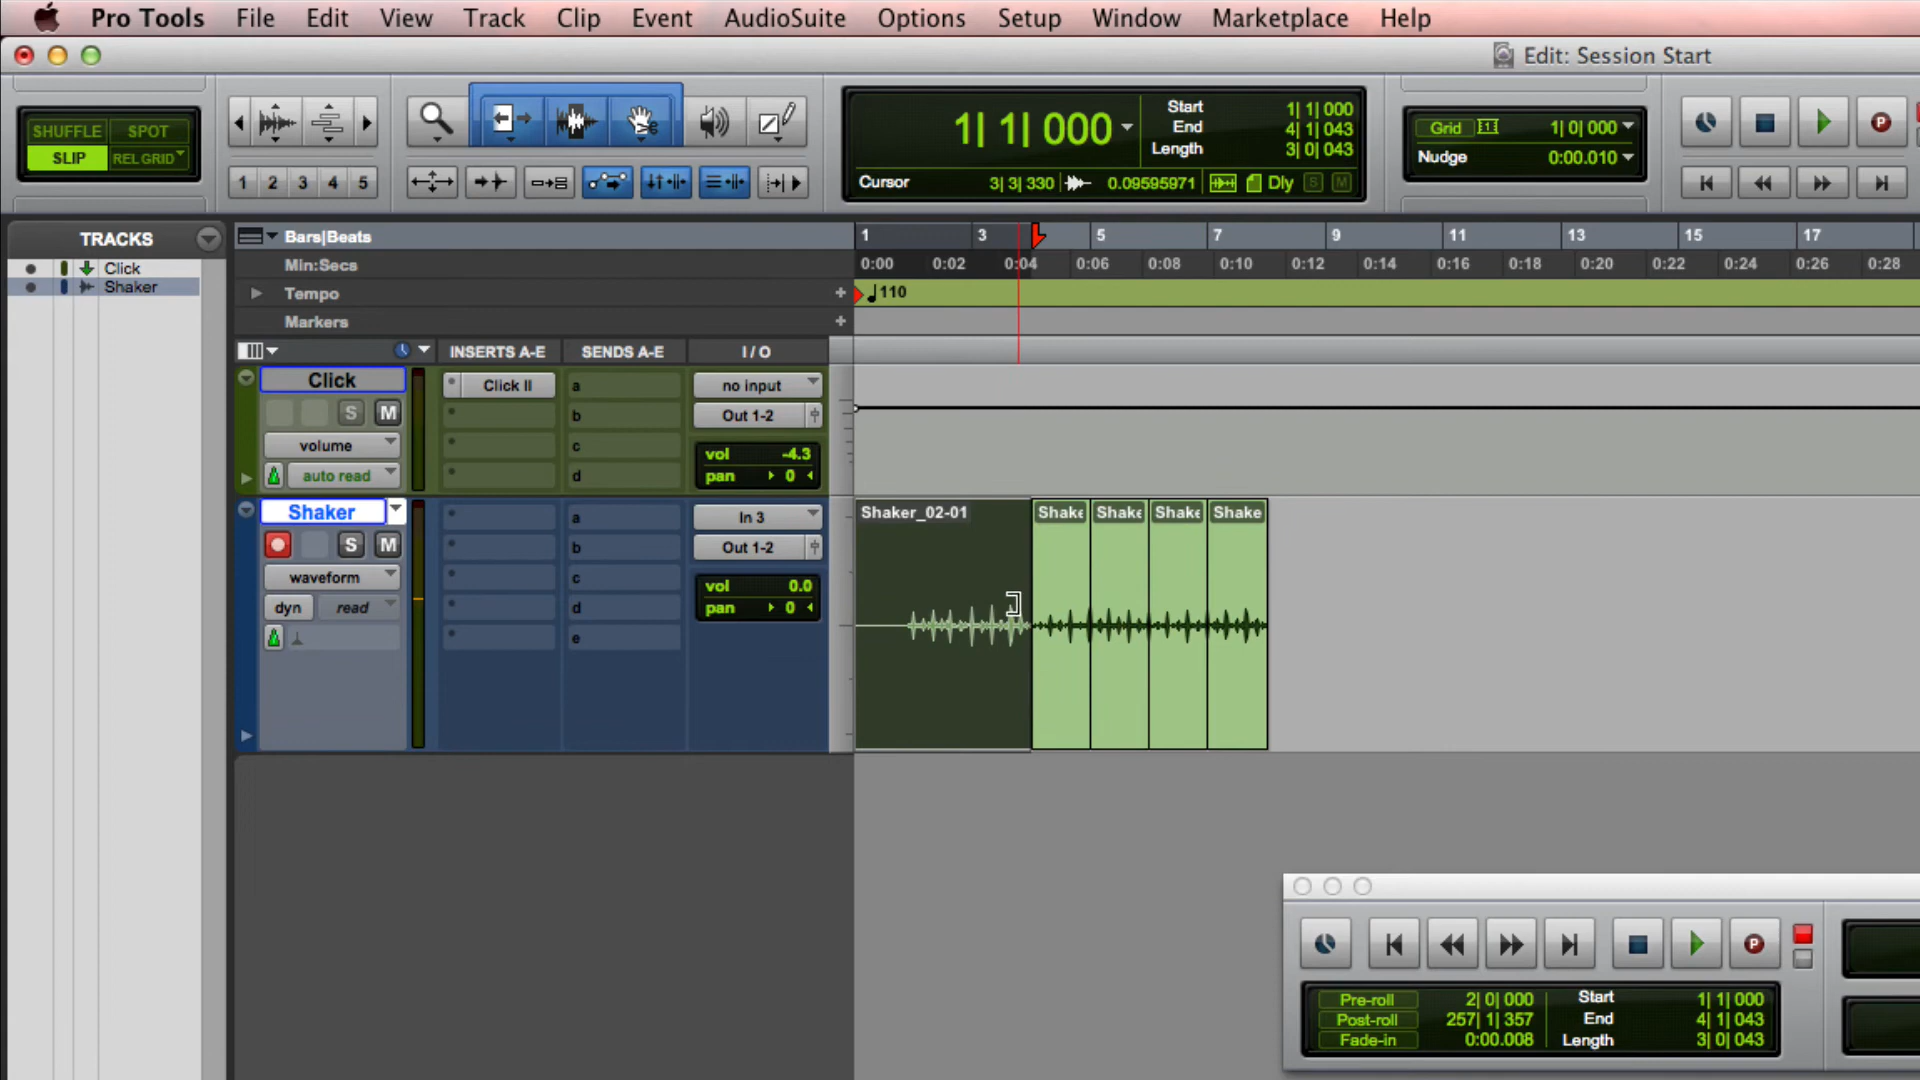 Pro Tools File Edit View Track Clip Event AudioSuite Options Setup Window Marketplace Help
Edit: Session Start
SHUFFLE SPOT
SLIP REL GRID
1 2 3 4 5
1| 1| 000
Start 1| 1| 000
End 4| 1| 043
Length 3| 0| 043
Cursor 3| 3| 330 0.09595971 Dly S M
Grid 1| 0| 000
Nudge 0:00.010
TRACKS
Click
Shaker
Bars|Beats 1 3 5 7 9 11 13 15 17
Min:Secs 0:00 0:02 0:04 0:06 0:08 0:10 0:12 0:14 0:16 0:18 0:20 0:22 0:24 0:26 0:28
Tempo + 110
Markers +
INSERTS A-E SENDS A-E I / O
Click Click II a no input
S M b Out 1-2
volume c vol -4.3
auto read d pan 0
Shaker a In 3
S M b Out 1-2
waveform c vol 0.0
dyn read d pan 0
e
Shaker_02-01 Shake Shake Shake Shake
P
P
Pre-roll 2| 0| 000 Start 1| 1| 000
Post-roll 257| 1| 357 End 4| 1| 043
Fade-in 0:00.008 Length 3| 0| 043